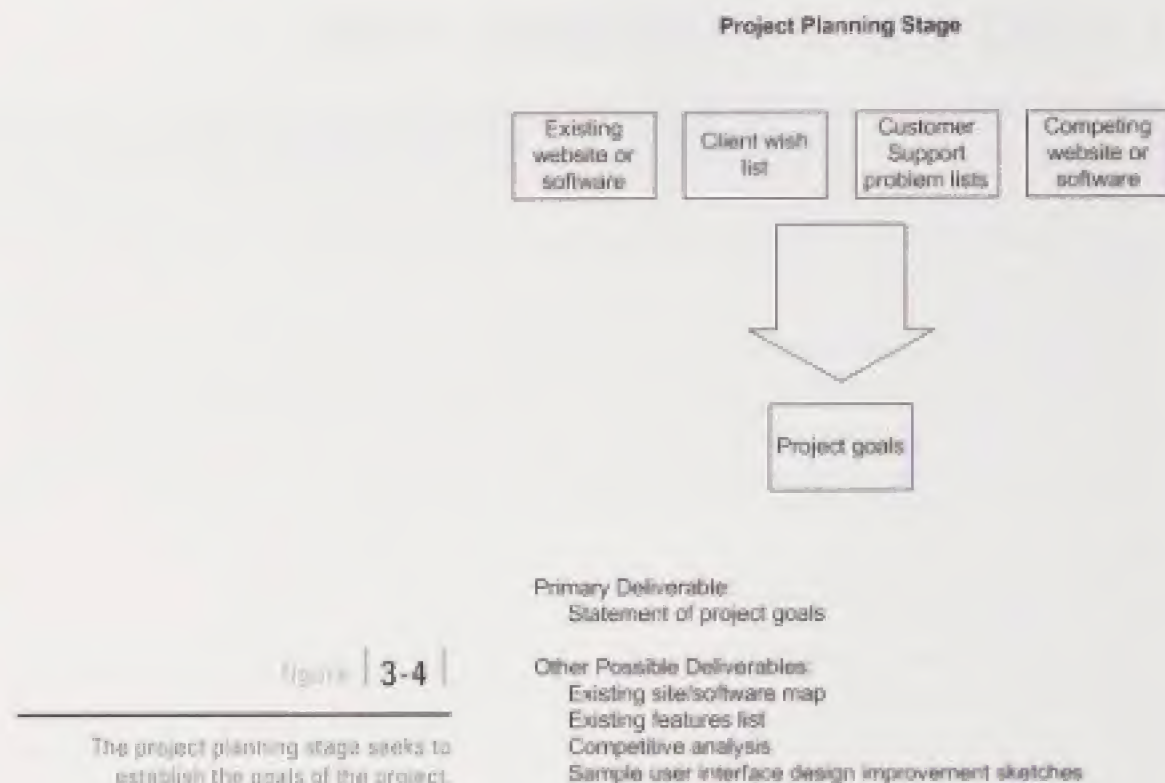 Project Planning Stage
Existing
website or
software
Client wish
list
Customer
Support
problem lists
Competing
website or
software
Project goals
Primary Deliverable:
Statement of project goals
Other Possible Deliverables:
Existing site/software map
Existing features list
Competitive analysis
Sample user interface design improvement sketches
figure | 3-4 |
The project planning stage seeks to
establish the goals of the project.